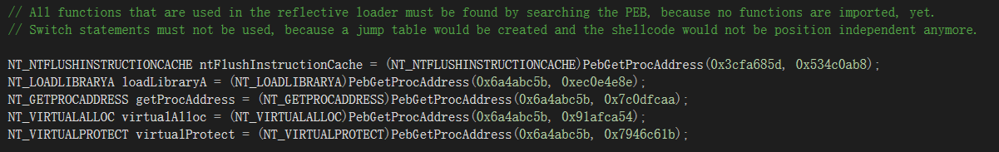 // All functions that are used in the reflective loader must be found by searching the PEB, because no functions are imported, yet.
// Switch statements must not be used, because a jump table would be created and the shellcode would not be position independent anymore.
NT_NTFLUSHINSTRUCTIONCACHE ntFlushInstructionCache = (NT_NTFLUSHINSTRUCTIONCACHE)PebGetProcAddress(0x3cfa685d, 0x534c0ab8);
NT_LOADLIBRARYA loadLibraryA = (NT_LOADLIBRARYA)PebGetProcAddress(0x6a4abc5b, 0xec0e4e8e);
NT_GETPROCADDRESS getProcAddress = (NT_GETPROCADDRESS)PebGetProcAddress(0x6a4abc5b, 0x7c0dfcaa);
NT_VIRTUALALLOC virtualAlloc = (NT_VIRTUALALLOC)PebGetProcAddress(0x6a4abc5b, 0x91afca54);
NT_VIRTUALPROTECT virtualProtect = (NT_VIRTUALPROTECT)PebGetProcAddress(0x6a4abc5b, 0x7946c61b);